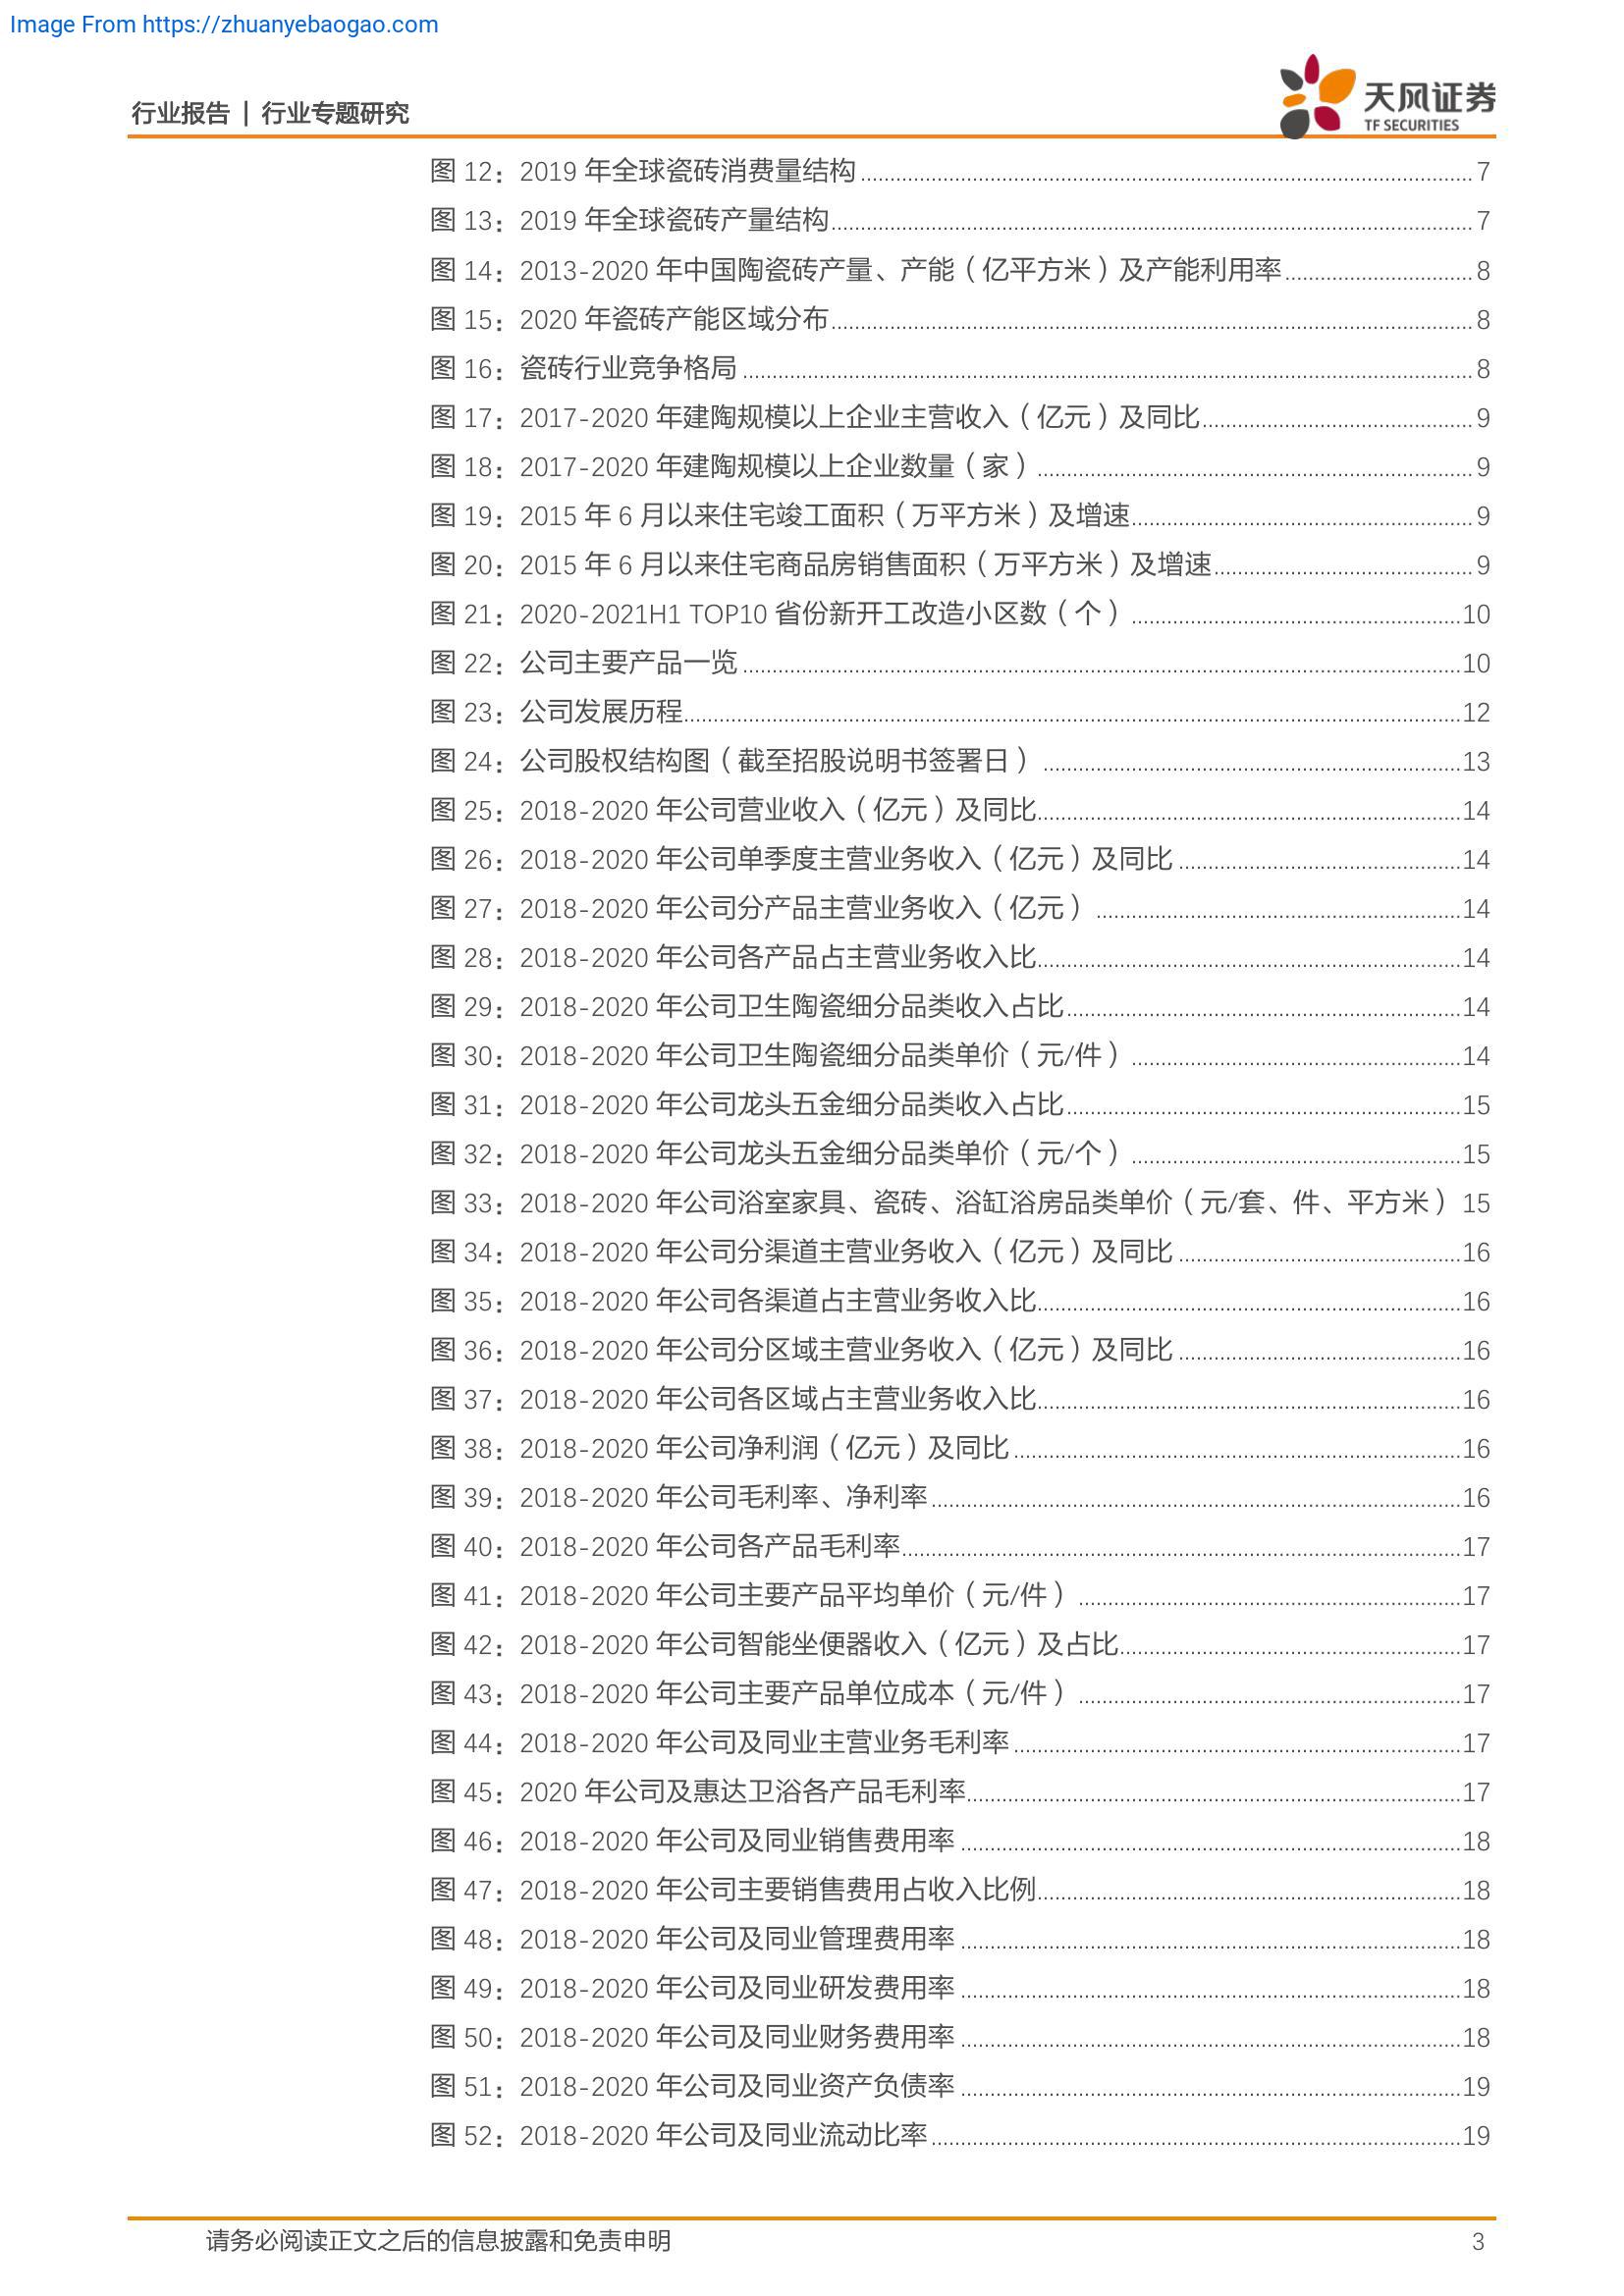 Image From https://zhuanyebaogao.com
行业报告 | 行业专题研究
天风证券
TF SECURITIES
图 12：2019 年全球瓷砖消费量结构 7
图 13：2019 年全球瓷砖产量结构 7
图 14：2013-2020 年中国陶瓷砖产量、产能（亿平方米）及产能利用率 8
图 15：2020 年瓷砖产能区域分布 8
图 16：瓷砖行业竞争格局 8
图 17：2017-2020 年建陶规模以上企业主营收入（亿元）及同比 9
图 18：2017-2020 年建陶规模以上企业数量（家） 9
图 19：2015 年 6 月以来住宅竣工面积（万平方米）及增速 9
图 20：2015 年 6 月以来住宅商品房销售面积（万平方米）及增速 9
图 21：2020-2021H1 TOP10 省份新开工改造小区数（个） 10
图 22：公司主要产品一览 10
图 23：公司发展历程 12
图 24：公司股权结构图（截至招股说明书签署日） 13
图 25：2018-2020 年公司营业收入（亿元）及同比 14
图 26：2018-2020 年公司单季度主营业务收入（亿元）及同比 14
图 27：2018-2020 年公司分产品主营业务收入（亿元） 14
图 28：2018-2020 年公司各产品占主营业务收入比 14
图 29：2018-2020 年公司卫生陶瓷细分品类收入占比 14
图 30：2018-2020 年公司卫生陶瓷细分品类单价（元/件） 14
图 31：2018-2020 年公司龙头五金细分品类收入占比 15
图 32：2018-2020 年公司龙头五金细分品类单价（元/个） 15
图 33：2018-2020 年公司浴室家具、瓷砖、浴缸浴房品类单价（元/套、件、平方米） 15
图 34：2018-2020 年公司分渠道主营业务收入（亿元）及同比 16
图 35：2018-2020 年公司各渠道占主营业务收入比 16
图 36：2018-2020 年公司分区域主营业务收入（亿元）及同比 16
图 37：2018-2020 年公司各区域占主营业务收入比 16
图 38：2018-2020 年公司净利润（亿元）及同比 16
图 39：2018-2020 年公司毛利率、净利率 16
图 40：2018-2020 年公司各产品毛利率 17
图 41：2018-2020 年公司主要产品平均单价（元/件） 17
图 42：2018-2020 年公司智能坐便器收入（亿元）及占比 17
图 43：2018-2020 年公司主要产品单位成本（元/件） 17
图 44：2018-2020 年公司及同业主营业务毛利率 17
图 45：2020 年公司及惠达卫浴各产品毛利率 17
图 46：2018-2020 年公司及同业销售费用率 18
图 47：2018-2020 年公司主要销售费用占收入比例 18
图 48：2018-2020 年公司及同业管理费用率 18
图 49：2018-2020 年公司及同业研发费用率 18
图 50：2018-2020 年公司及同业财务费用率 18
图 51：2018-2020 年公司及同业资产负债率 19
图 52：2018-2020 年公司及同业流动比率 19
请务必阅读正文之后的信息披露和免责申明 3